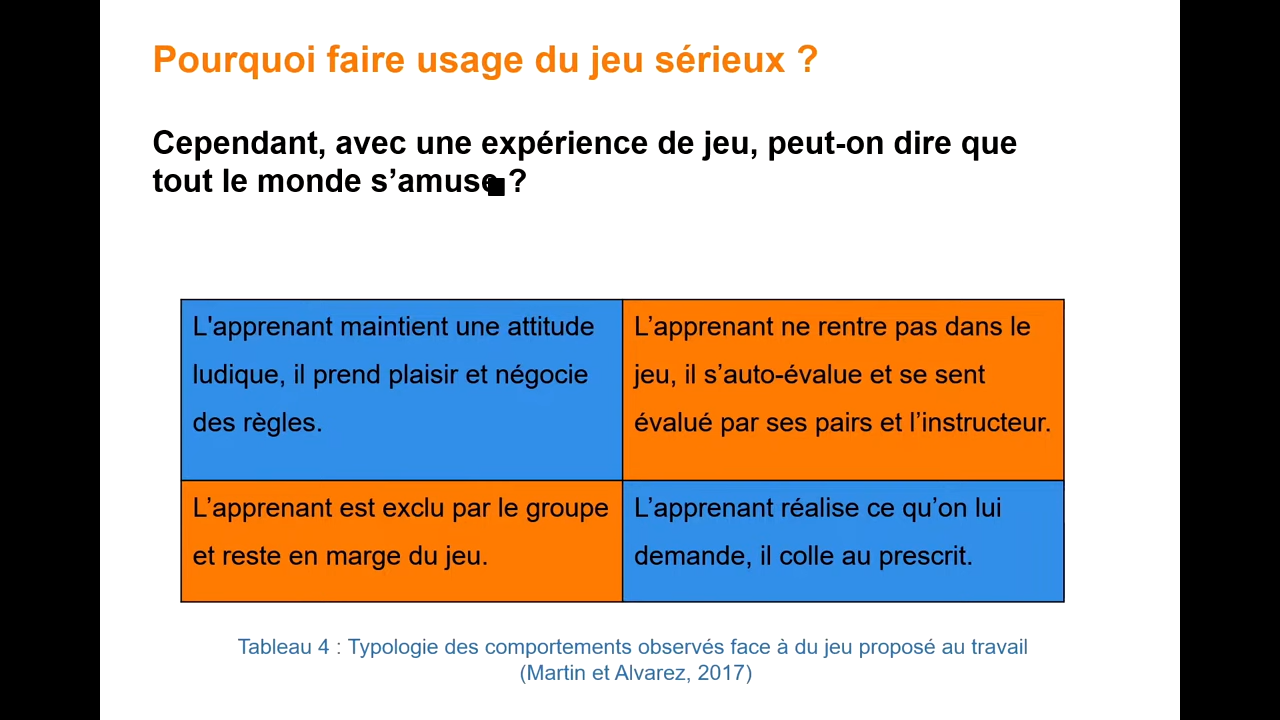 Pourquoi faire usage du jeu sérieux ?
Cependant, avec une expérience de jeu, peut-on dire que
tout le monde s’amuse ?
L'apprenant maintient une attitude
ludique, il prend plaisir et négocie
des règles.
L’apprenant ne rentre pas dans le
jeu, il s’auto-évalue et se sent
évalué par ses pairs et l’instructeur.
L’apprenant est exclu par le groupe
et reste en marge du jeu.
L’apprenant réalise ce qu’on lui
demande, il colle au prescrit.
Tableau 4 : Typologie des comportements observés face à du jeu proposé au travail
(Martin et Alvarez, 2017)